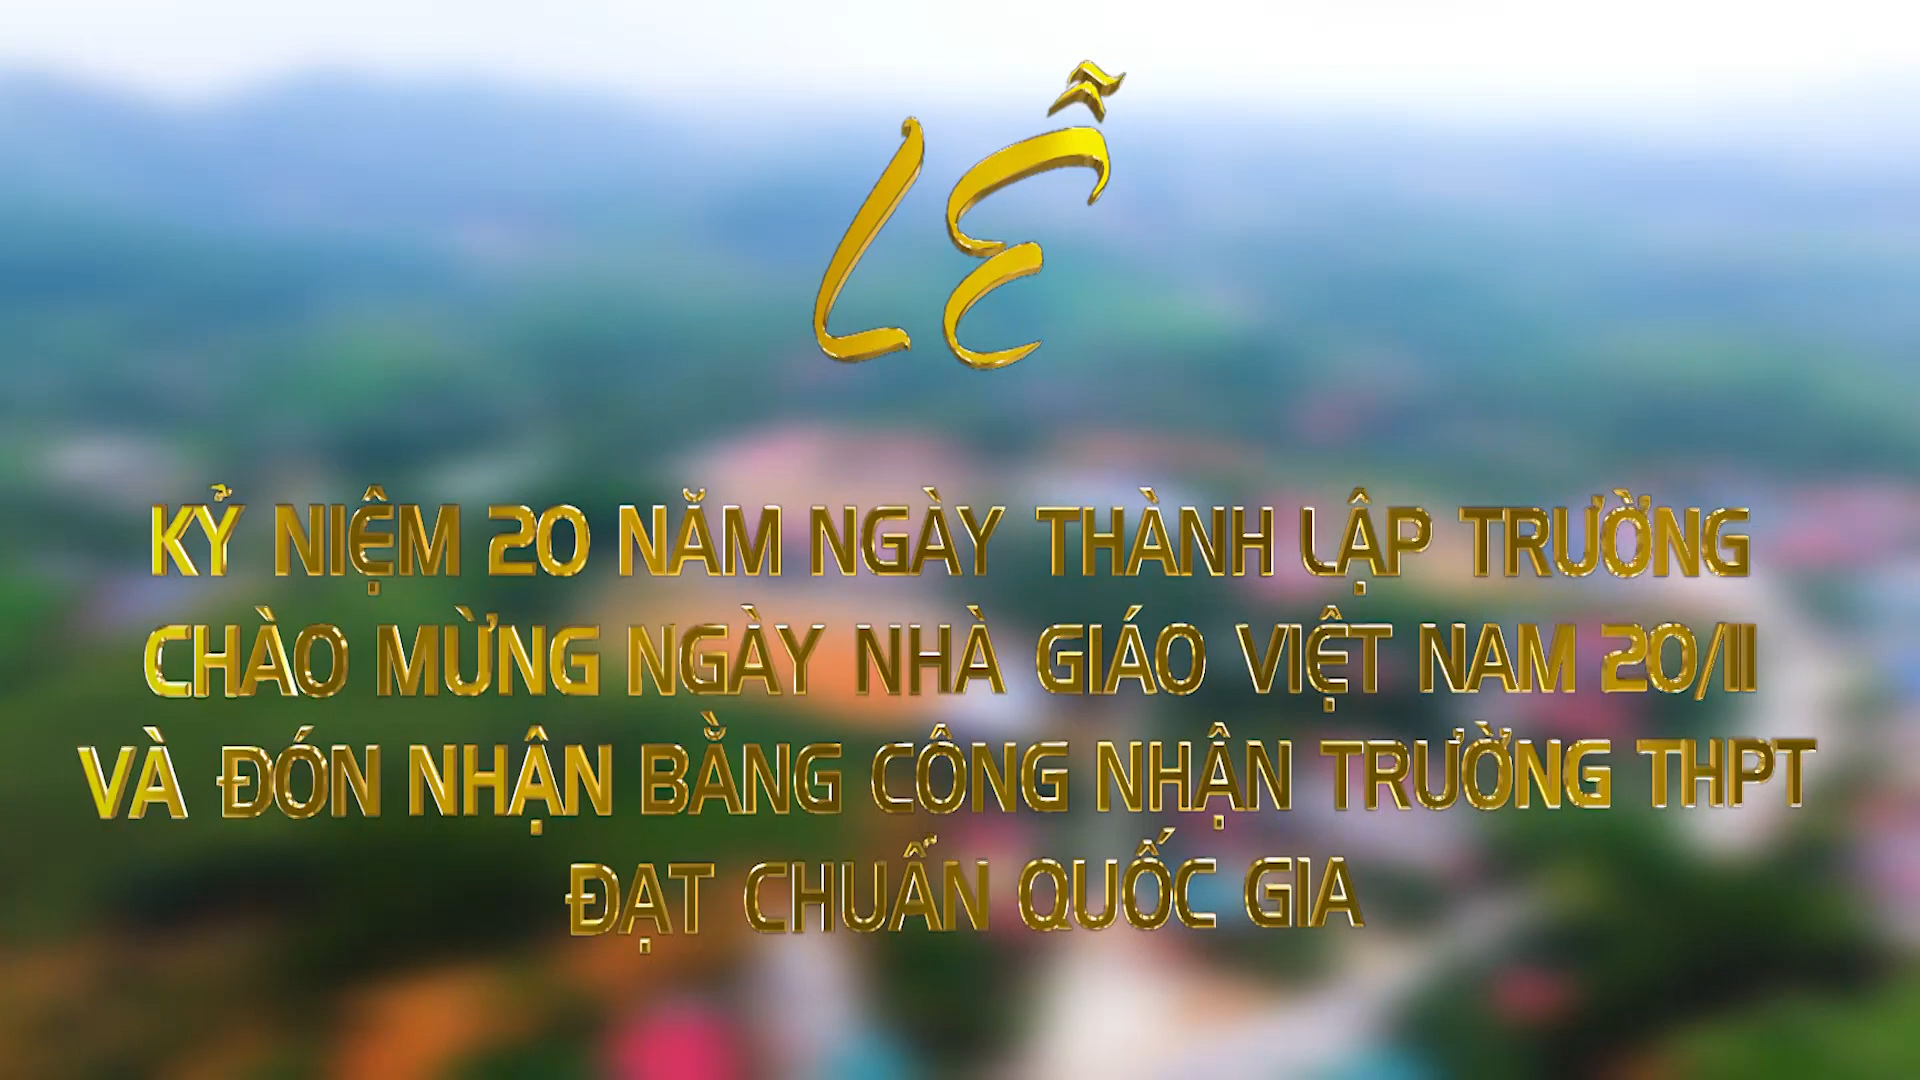 LỄ
KỶ NIỆM 20 NĂM NGÀY THÀNH LẬP TRƯỜNG
CHÀO MỪNG NGÀY NHÀ GIÁO VIỆT NAM 20/11
VÀ ĐÓN NHẬN BẰNG CÔNG NHẬN TRƯỜNG THPT
ĐẠT CHUẨN QUỐC GIA